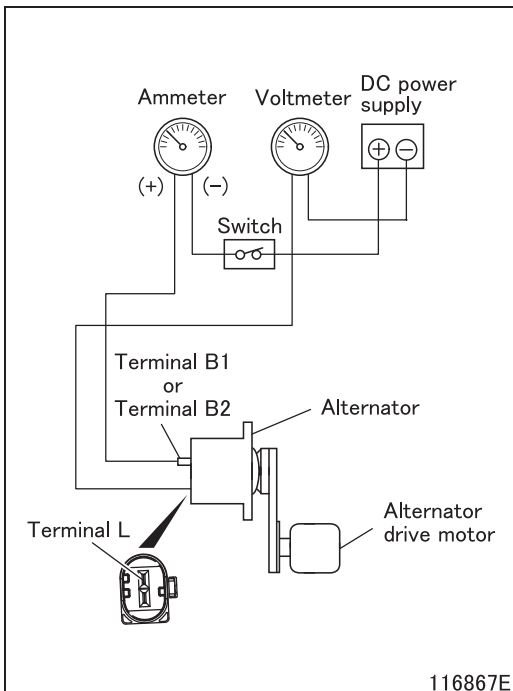 Ammeter
Voltmeter
DC power
supply
(+)
(−)
+
−
Switch
Terminal B1
or
Terminal B2
Alternator
Terminal L
Alternator
drive motor
116867E